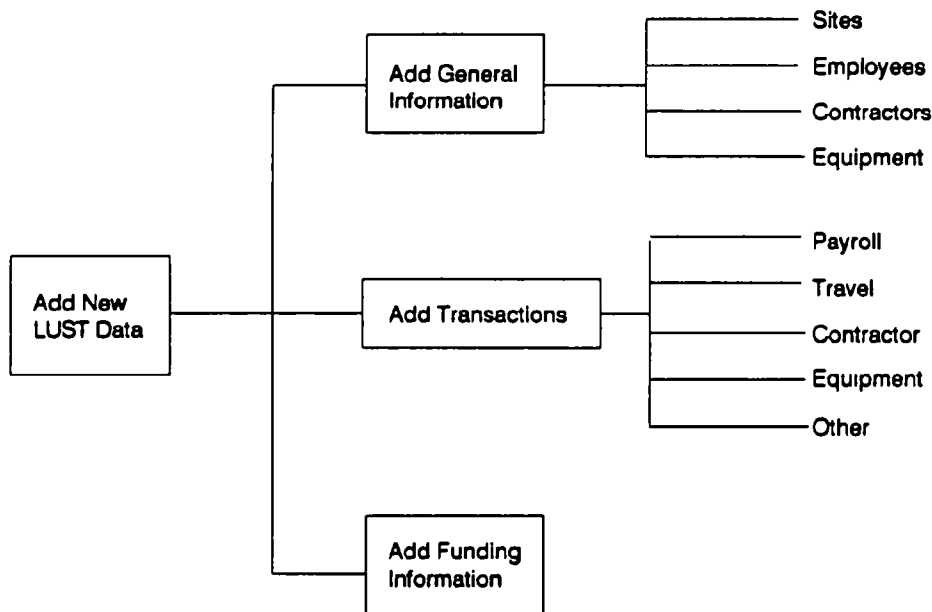 Add New
LUST Data
Add General
Information
Sites
Employees
Contractors
Equipment
Add Transactions
Payroll
Travel
Contractor
Equipment
Other
Add Funding
Information